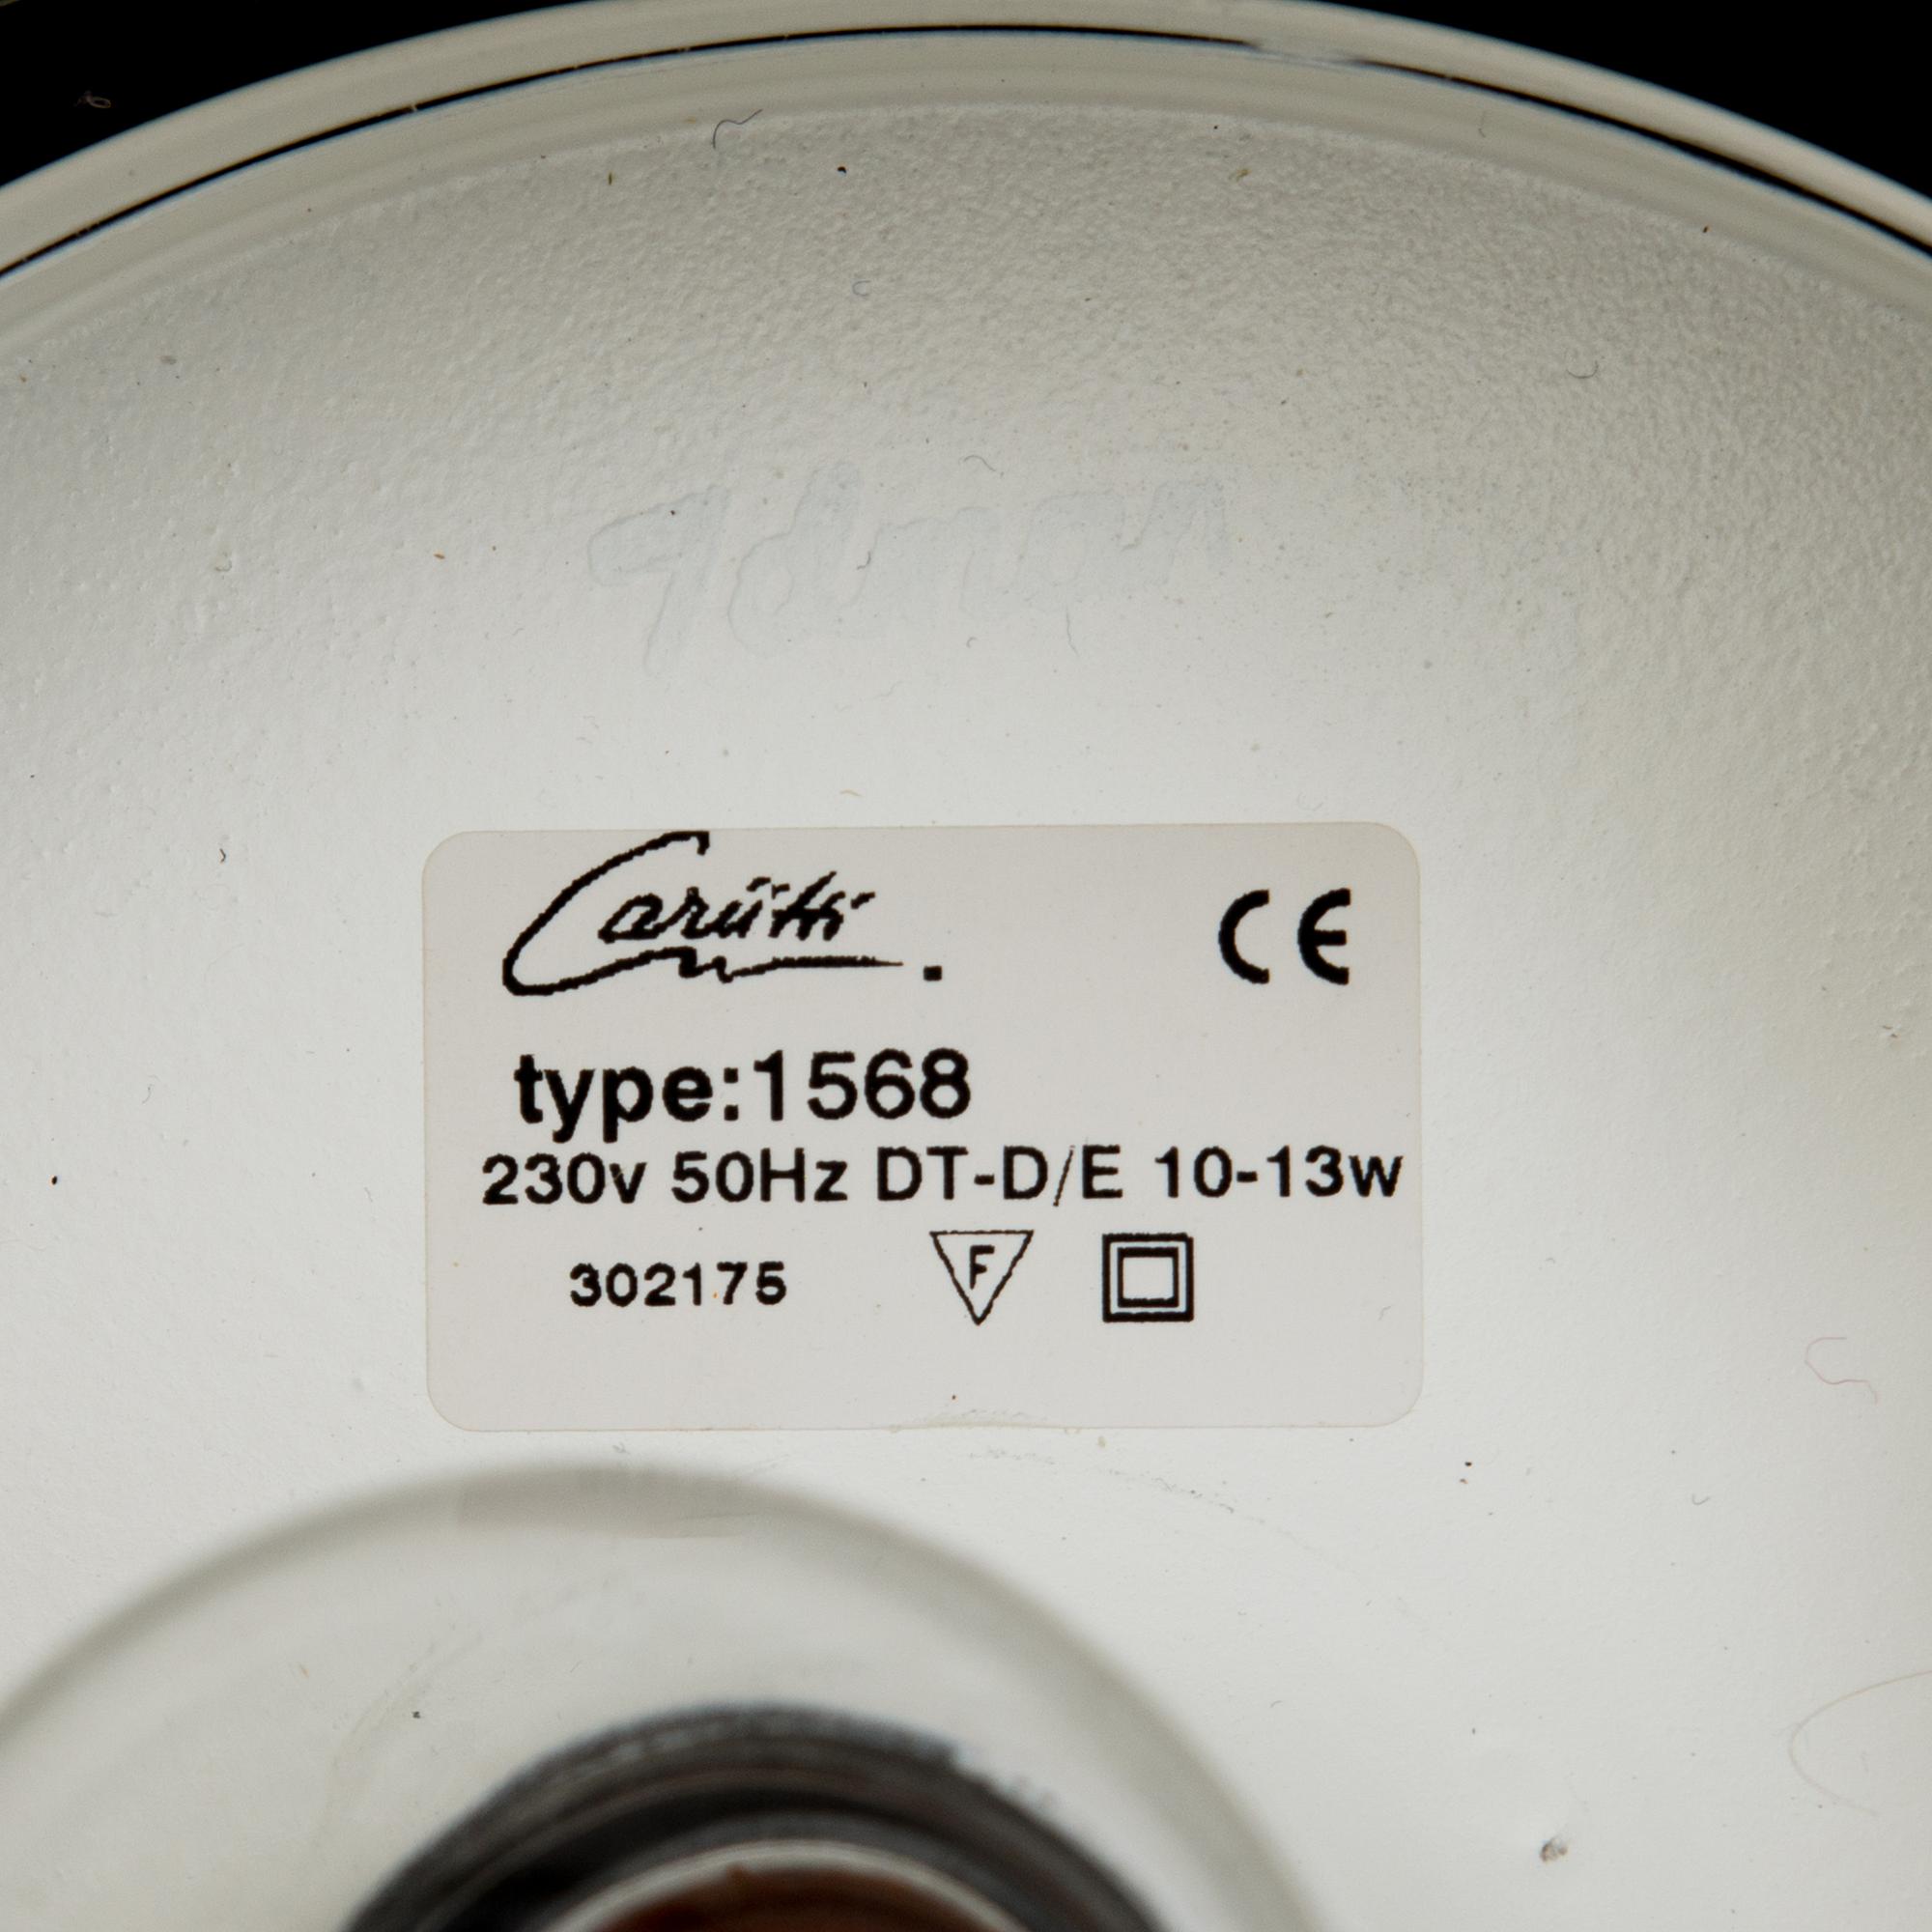 Carütti.
CE
type:1568
230v 50Hz DT-D/E 10-13w
302175 F